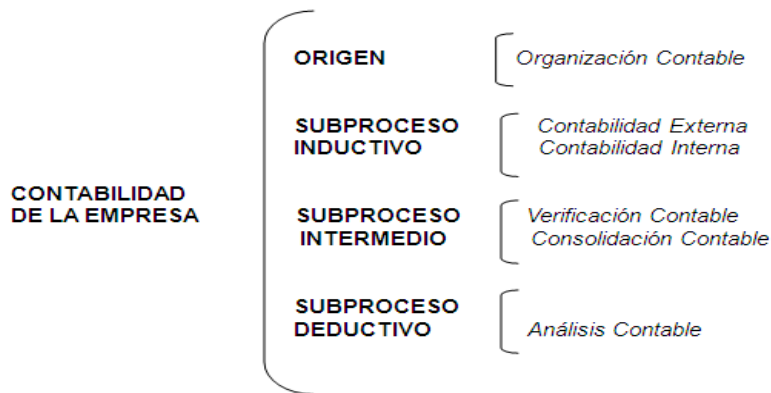 CONTABILIDAD
DE LA EMPRESA
ORIGEN
Organización Contable
SUBPROCESO
INDUCTIVO
Contabilidad Externa
Contabilidad Interna
SUBPROCESO
INTERMEDIO
Verificación Contable
Consolidación Contable
SUBPROCESO
DEDUCTIVO
Análisis Contable